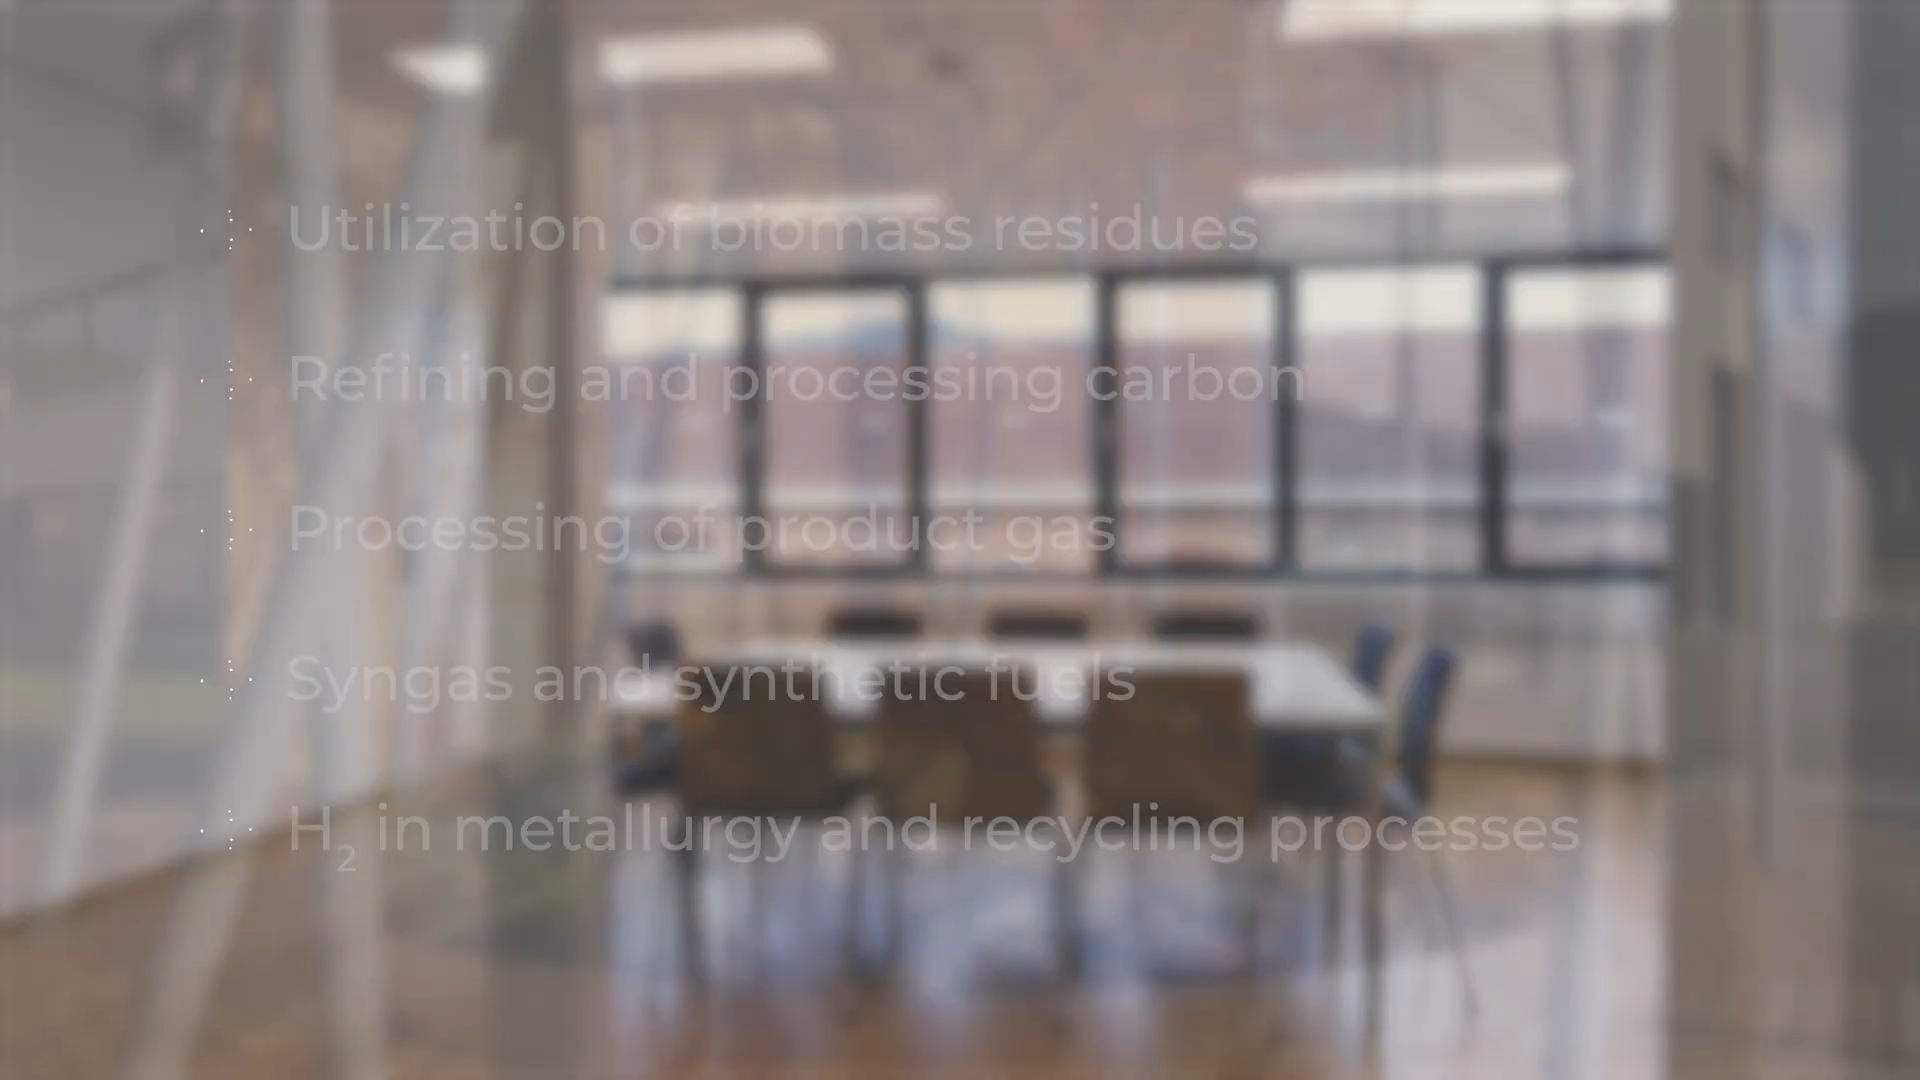 Utilization of biomass residues
Refining and processing carbon
Processing of product gas
Syngas and synthetic fuels
H₂ in metallurgy and recycling processes